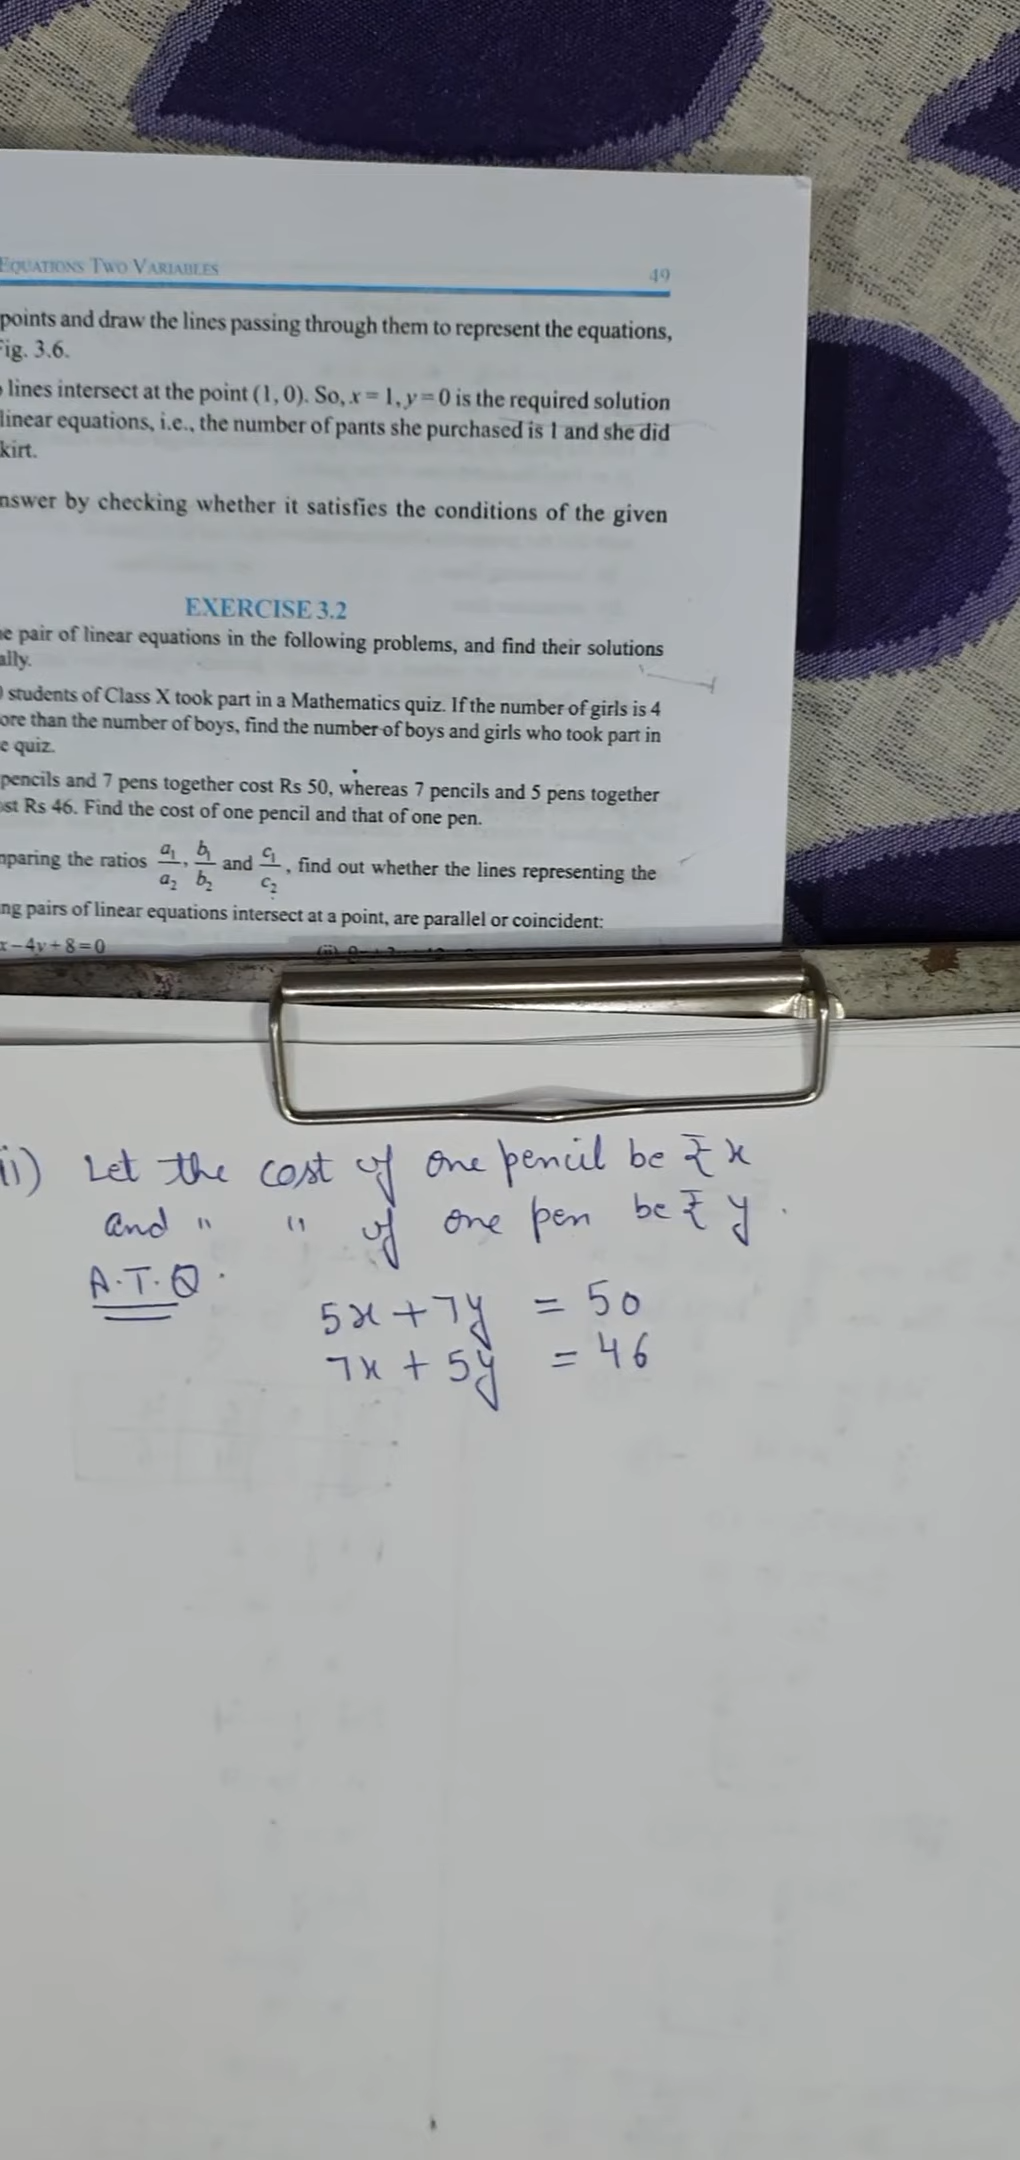 EQUATIONS TWO VARIABLES 49
points and draw the lines passing through them to represent the equations,
Fig. 3.6.
lines intersect at the point (1, 0). So, x = 1, y = 0 is the required solution
linear equations, i.e., the number of pants she purchased is 1 and she did
kirt.
nswer by checking whether it satisfies the conditions of the given
EXERCISE 3.2
e pair of linear equations in the following problems, and find their solutions
ally.
students of Class X took part in a Mathematics quiz. If the number of girls is 4
ore than the number of boys, find the number of boys and girls who took part in
e quiz.
pencils and 7 pens together cost Rs 50, whereas 7 pencils and 5 pens together
ost Rs 46. Find the cost of one pencil and that of one pen.
mparing the ratios a₁/a₂, b₁/b₂ and c₁/c₂, find out whether the lines representing the
ng pairs of linear equations intersect at a point, are parallel or coincident:
x – 4y + 8 = 0
ii) Let the cost of one pencil be ₹ x
and " " of one pen be ₹ y.
A.T.Q.
5x + 7y = 50
7x + 5y = 46